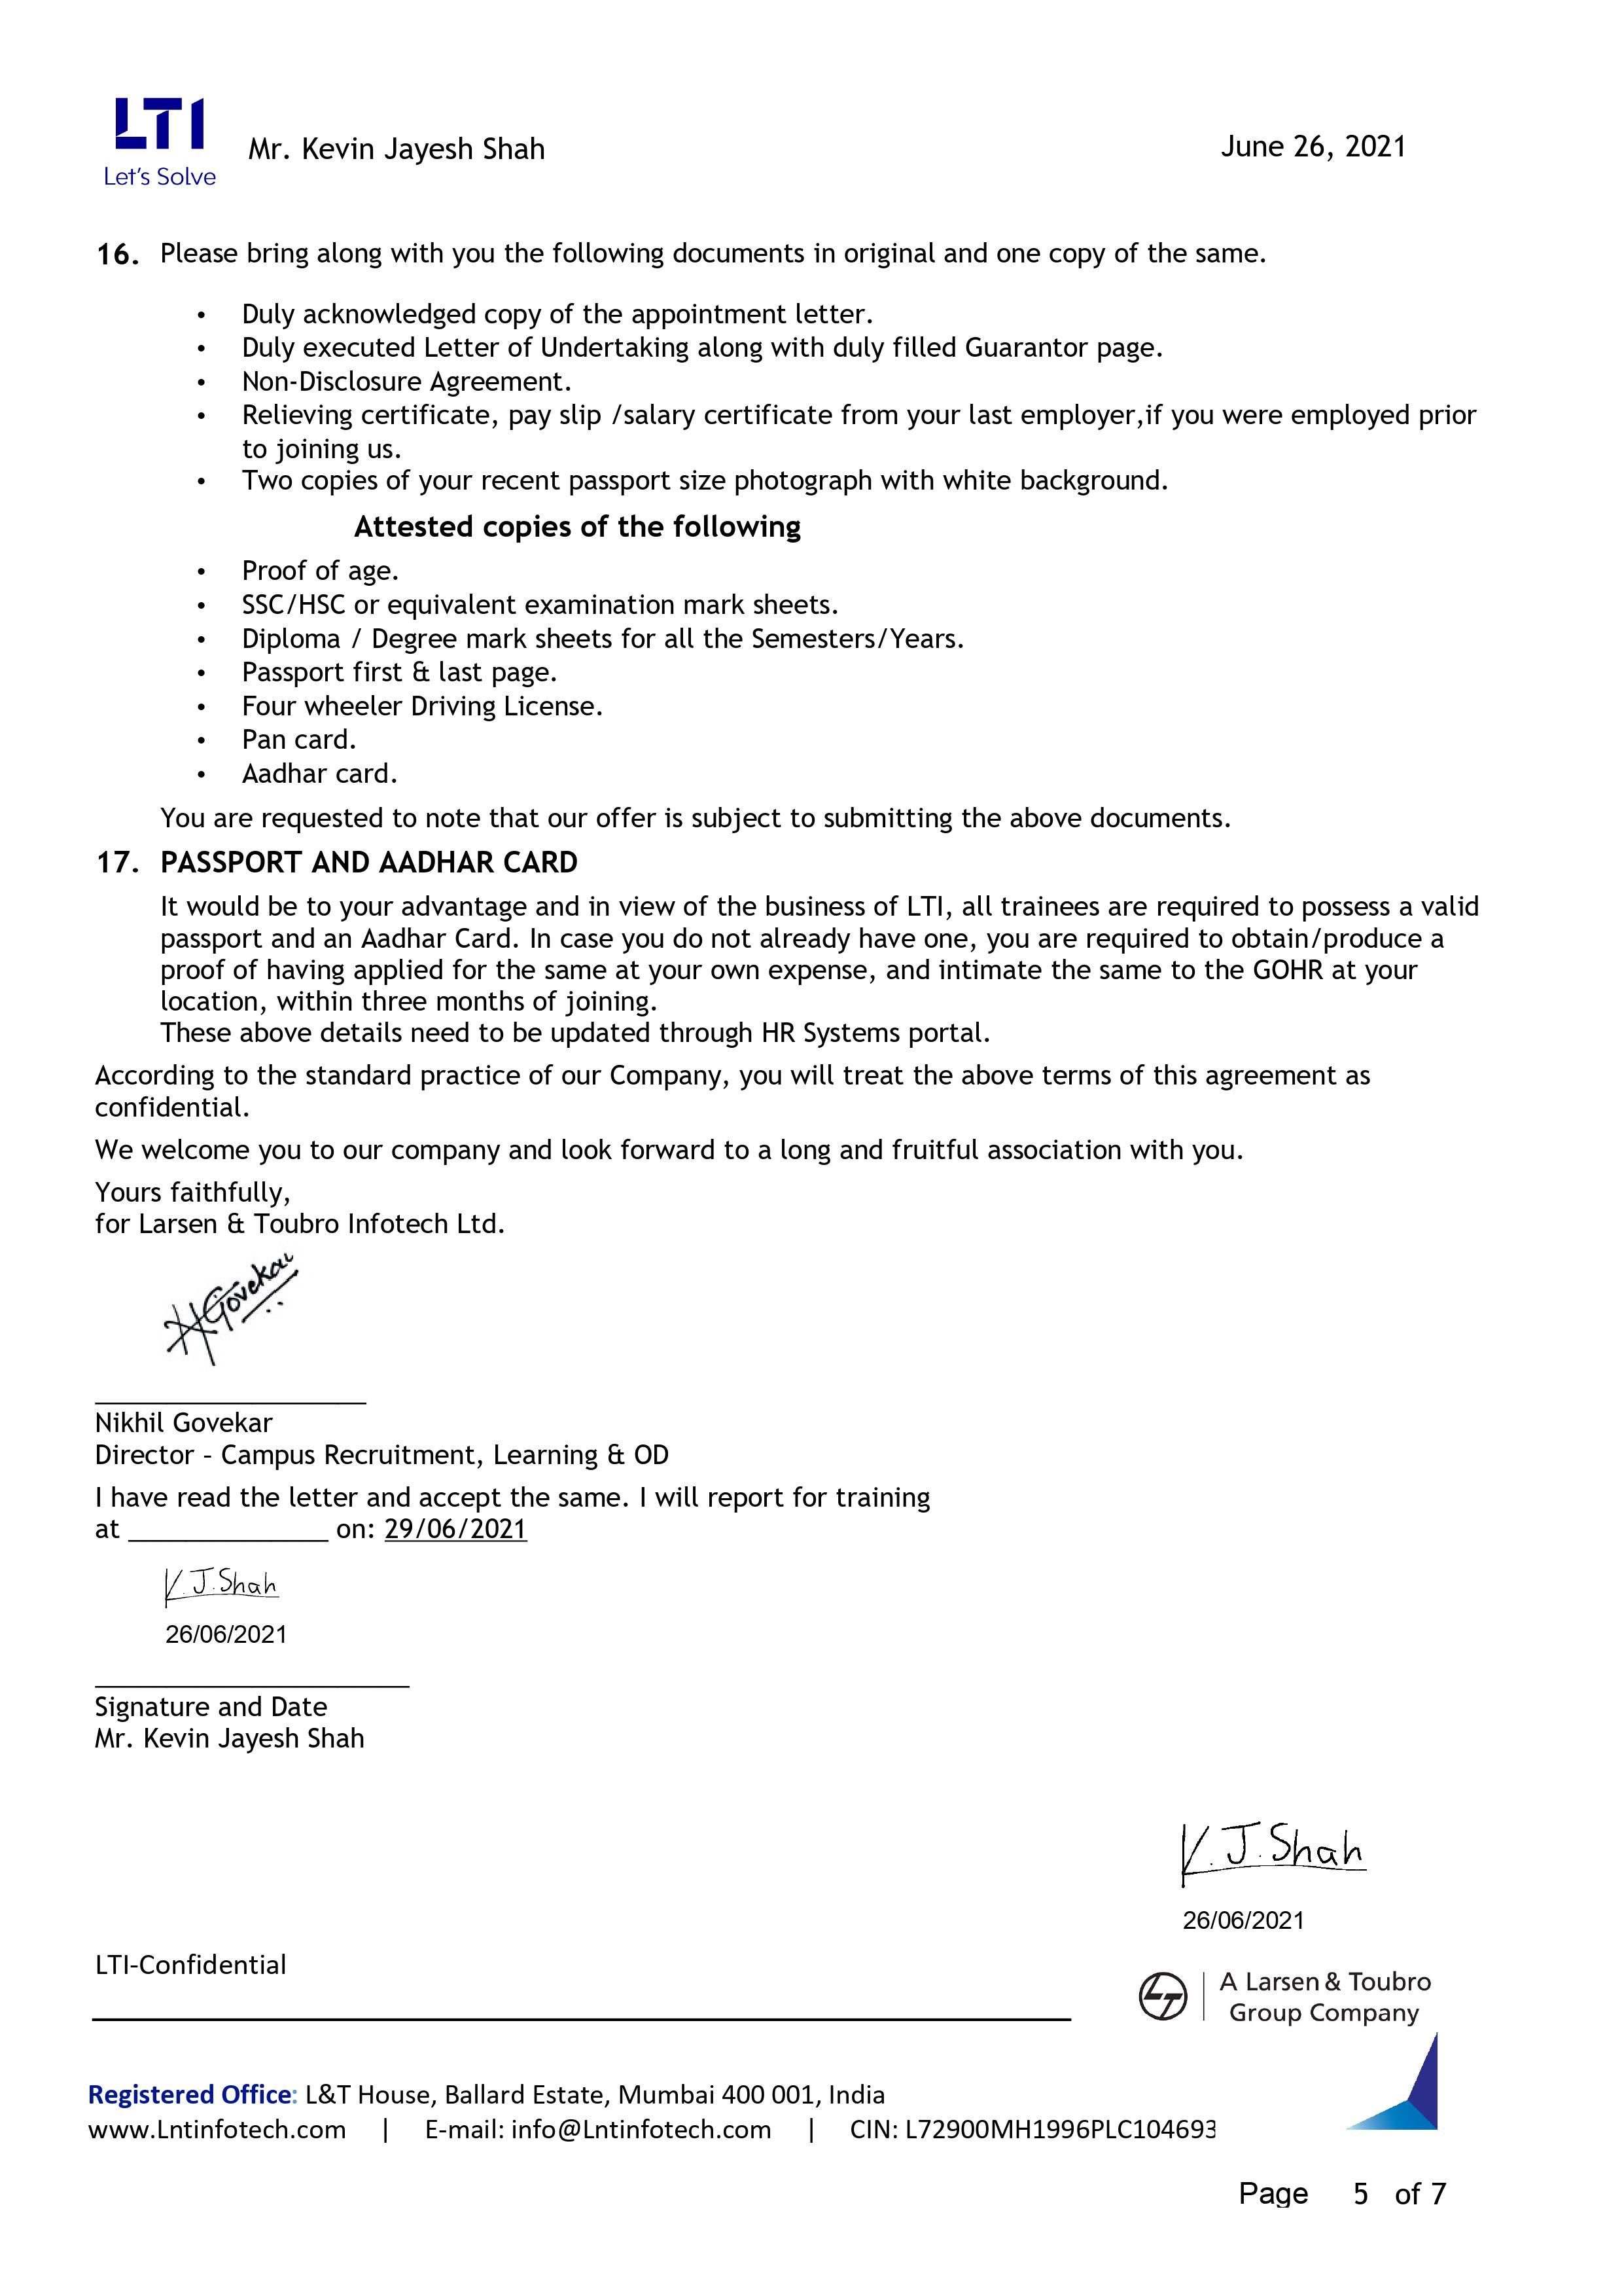 LTI
Let's Solve
Mr. Kevin Jayesh Shah
June 26, 2021
16. Please bring along with you the following documents in original and one copy of the same.
• Duly acknowledged copy of the appointment letter.
• Duly executed Letter of Undertaking along with duly filled Guarantor page.
• Non-Disclosure Agreement.
• Relieving certificate, pay slip /salary certificate from your last employer,if you were employed prior
to joining us.
• Two copies of your recent passport size photograph with white background.
Attested copies of the following
• Proof of age.
• SSC/HSC or equivalent examination mark sheets.
• Diploma / Degree mark sheets for all the Semesters/Years.
• Passport first & last page.
• Four wheeler Driving License.
• Pan card.
• Aadhar card.
You are requested to note that our offer is subject to submitting the above documents.
17. PASSPORT AND AADHAR CARD
It would be to your advantage and in view of the business of LTI, all trainees are required to possess a valid
passport and an Aadhar Card. In case you do not already have one, you are required to obtain/produce a
proof of having applied for the same at your own expense, and intimate the same to the GOHR at your
location, within three months of joining.
These above details need to be updated through HR Systems portal.
According to the standard practice of our Company, you will treat the above terms of this agreement as
confidential.
We welcome you to our company and look forward to a long and fruitful association with you.
Yours faithfully,
for Larsen & Toubro Infotech Ltd.
Govekar
Nikhil Govekar
Director – Campus Recruitment, Learning & OD
I have read the letter and accept the same. I will report for training
at ______________ on: 29/06/2021
K.J.Shah
26/06/2021
Signature and Date
Mr. Kevin Jayesh Shah
K.J.Shah
26/06/2021
LTI-Confidential
LT | A Larsen & Toubro
Group Company
Registered Office: L&T House, Ballard Estate, Mumbai 400 001, India
www.Lntinfotech.com | E-mail: info@Lntinfotech.com | CIN: L72900MH1996PLC104693
Page 5 of 7